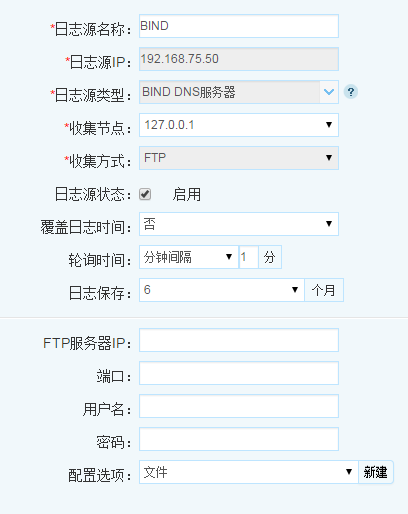 *日志源名称： BIND
*日志源IP： 192.168.75.50
*日志源类型： BIND DNS服务器 ?
*收集节点： 127.0.0.1
*收集方式： FTP
日志源状态： 启用
覆盖日志时间： 否
轮询时间： 分钟间隔 1 分
日志保存： 6 个月
FTP服务器IP：
端口：
用户名：
密码：
配置选项： 文件 新建